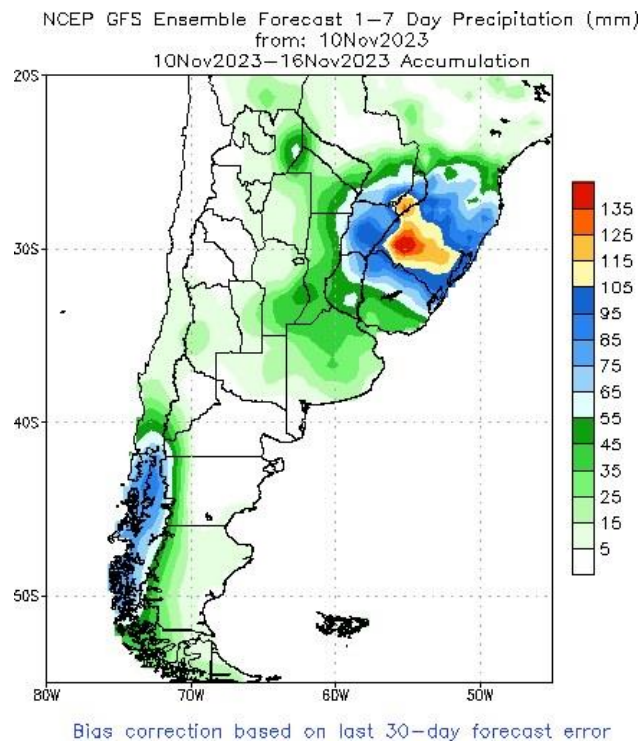 NCEP GFS Ensemble Forecast 1–7 Day Precipitation (mm)
from: 10Nov2023
10Nov2023–16Nov2023 Accumulation
20S
30S
40S
50S
80W
70W
60W
50W
135
125
115
105
95
85
75
65
55
45
35
25
15
5
Bias correction based on last 30–day forecast error